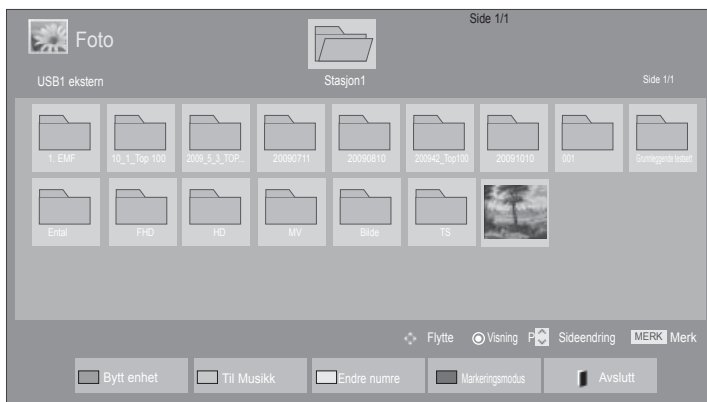 Side 1/1
Foto
USB1 ekstern
Stasjon1
Side 1/1
1. EMF
10_1_Top 100
2009_5_3_TOP...
20090711
20090810
200942_Top100
20091010
001
Grunnleggende testtest
Ental
FHD
HD
MV
Bilde
TS
Flytte
Visning
P
Sideendring
MERK
Merk
Bytt enhet
Til Musikk
Endre numre
Markeringsmodus
Avslutt